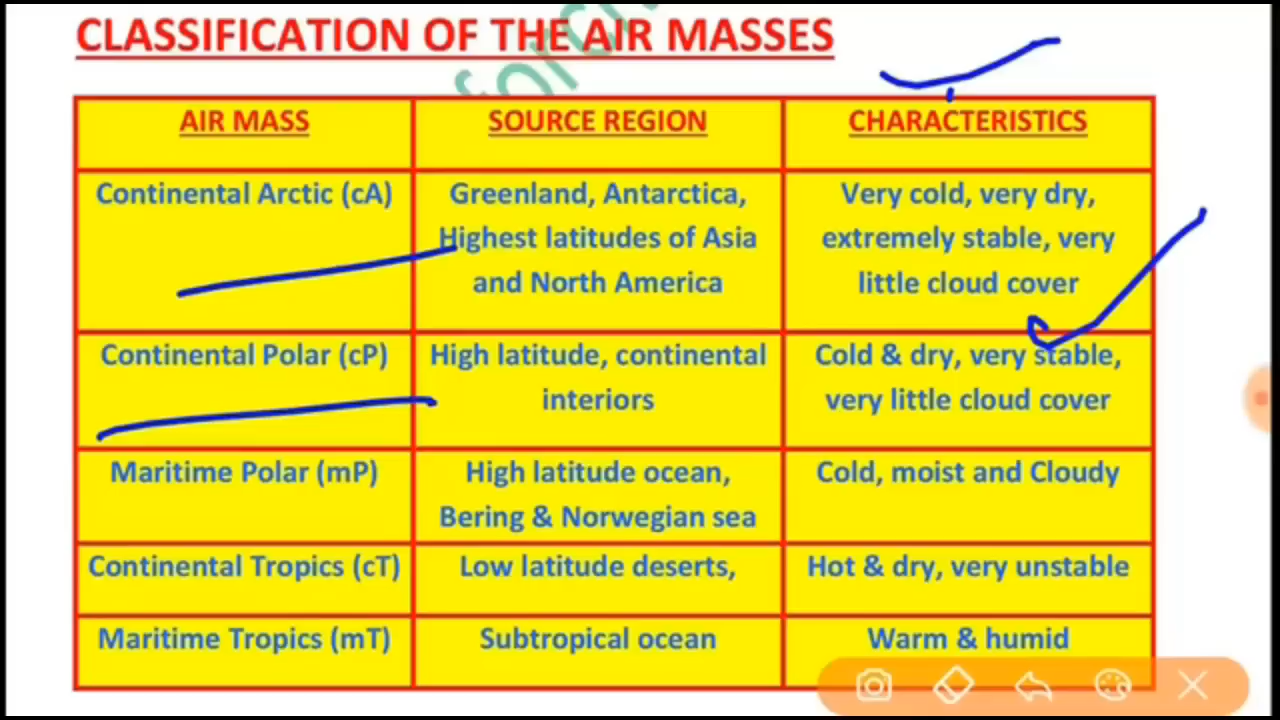 CLASSIFICATION OF THE AIR MASSES
AIR MASS
SOURCE REGION
CHARACTERISTICS
Continental Arctic (cA)
Greenland, Antarctica,
Highest latitudes of Asia
and North America
Very cold, very dry,
extremely stable, very
little cloud cover
Continental Polar (cP)
High latitude, continental
interiors
Cold & dry, very stable,
very little cloud cover
Maritime Polar (mP)
High latitude ocean,
Bering & Norwegian sea
Cold, moist and Cloudy
Continental Tropics (cT)
Low latitude deserts,
Hot & dry, very unstable
Maritime Tropics (mT)
Subtropical ocean
Warm & humid